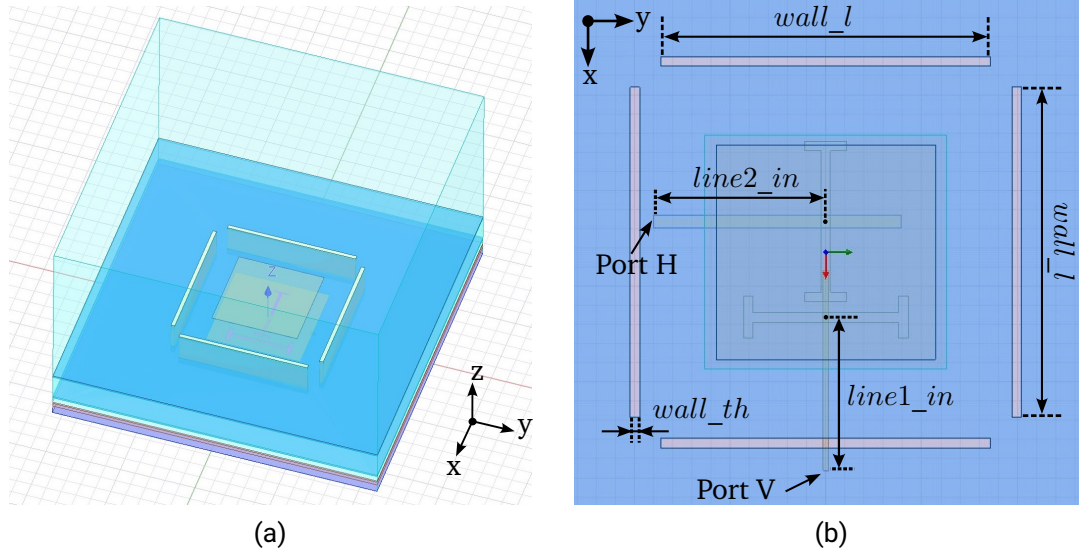 Z
z
y
x
(a)
y
x
wall_l
line2_in
Port H
wall_l
line1_in
wall_th
Port V
(b)